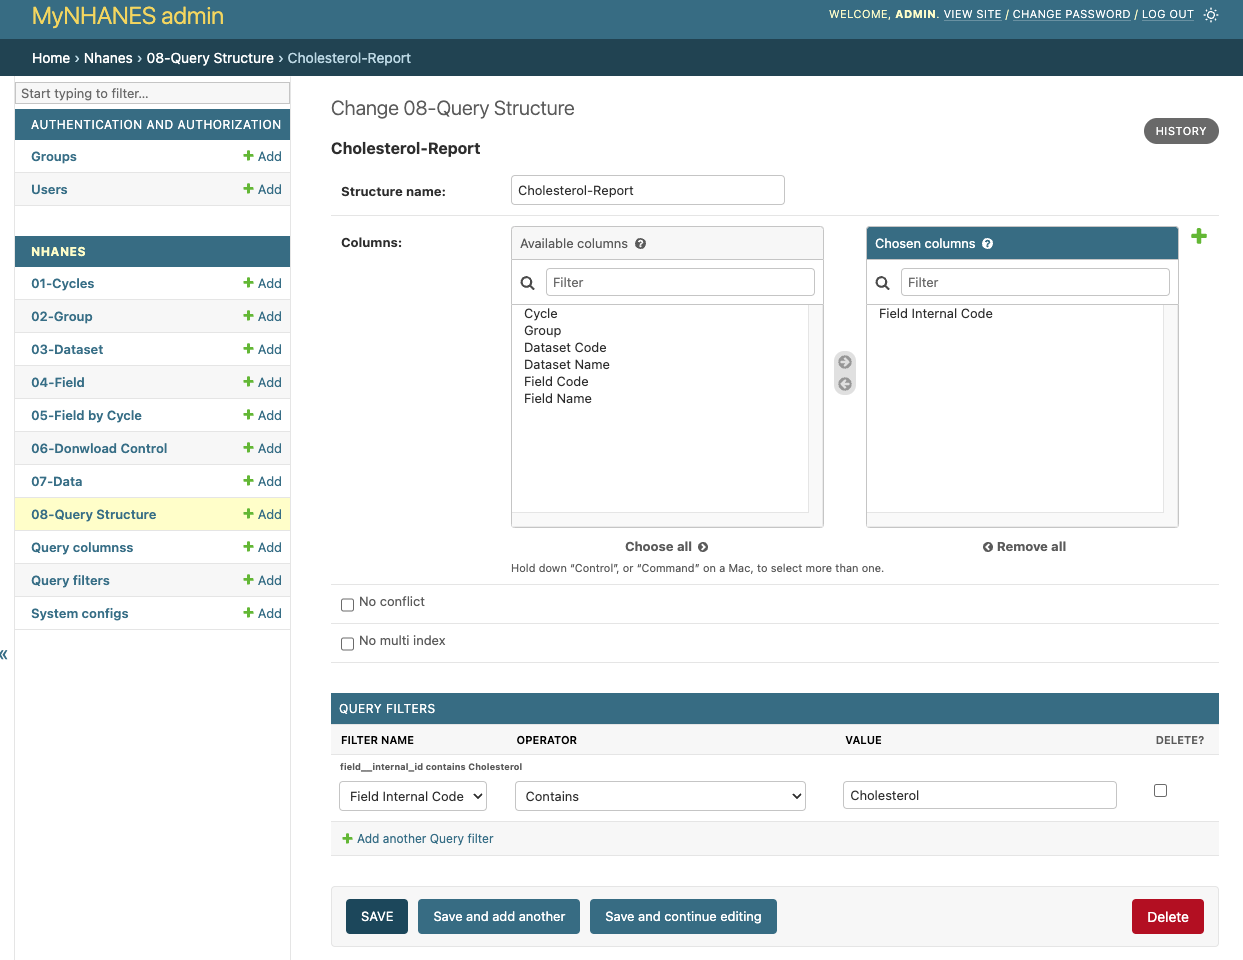 MyNHANES admin
WELCOME, ADMIN. VIEW SITE / CHANGE PASSWORD / LOG OUT
Home › Nhanes › 08-Query Structure › Cholesterol-Report
Start typing to filter...
AUTHENTICATION AND AUTHORIZATION
Groups Add
Users Add
NHANES
01-Cycles Add
02-Group Add
03-Dataset Add
04-Field Add
05-Field by Cycle Add
06-Donwload Control Add
07-Data Add
08-Query Structure Add
Query columnss Add
Query filters Add
System configs Add
«
Change 08-Query Structure
HISTORY
Cholesterol-Report
Structure name: Cholesterol-Report
Columns:
Available columns ?
Filter
Cycle
Group
Dataset Code
Dataset Name
Field Code
Field Name
Choose all
Chosen columns ?
Filter
Field Internal Code
Remove all
Hold down “Control”, or “Command” on a Mac, to select more than one.
No conflict
No multi index
QUERY FILTERS
FILTER NAME OPERATOR VALUE DELETE?
field__internal_id contains Cholesterol
Field Internal Code Contains Cholesterol
Add another Query filter
SAVE Save and add another Save and continue editing Delete